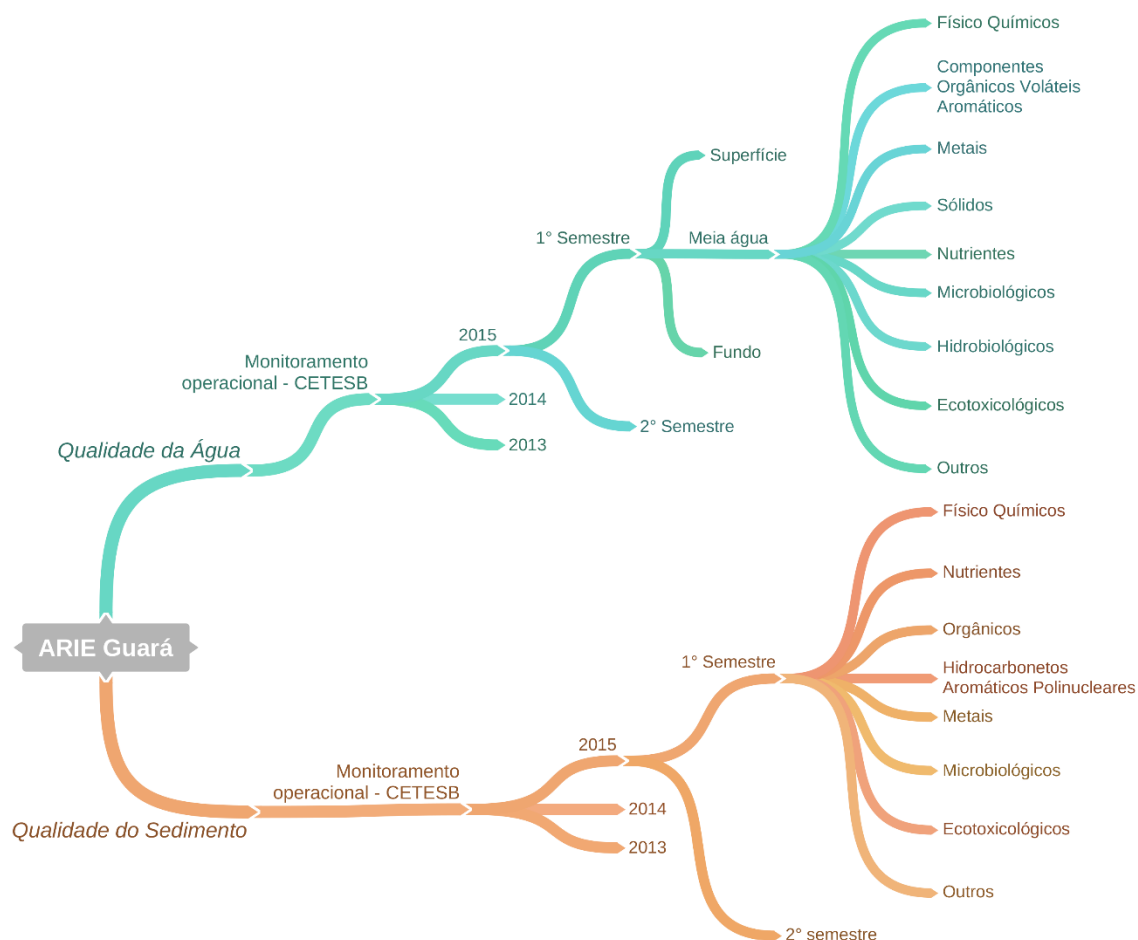 Físico Químicos
Componentes
Orgânicos Voláteis
Aromáticos
Metais
Superfície
Sólidos
1° Semestre
Meia água
Nutrientes
Microbiológicos
2015
Hidrobiológicos
Fundo
Monitoramento
operacional - CETESB
2014
Ecotoxicológicos
2° Semestre
2013
Qualidade da Água
Outros
Físico Químicos
Nutrientes
Orgânicos
ARIE Guará
1° Semestre
Hidrocarbonetos
Aromáticos Polinucleares
Metais
2015
Microbiológicos
Monitoramento
operacional - CETESB
2014
Qualidade do Sedimento
Ecotoxicológicos
2013
Outros
2° semestre